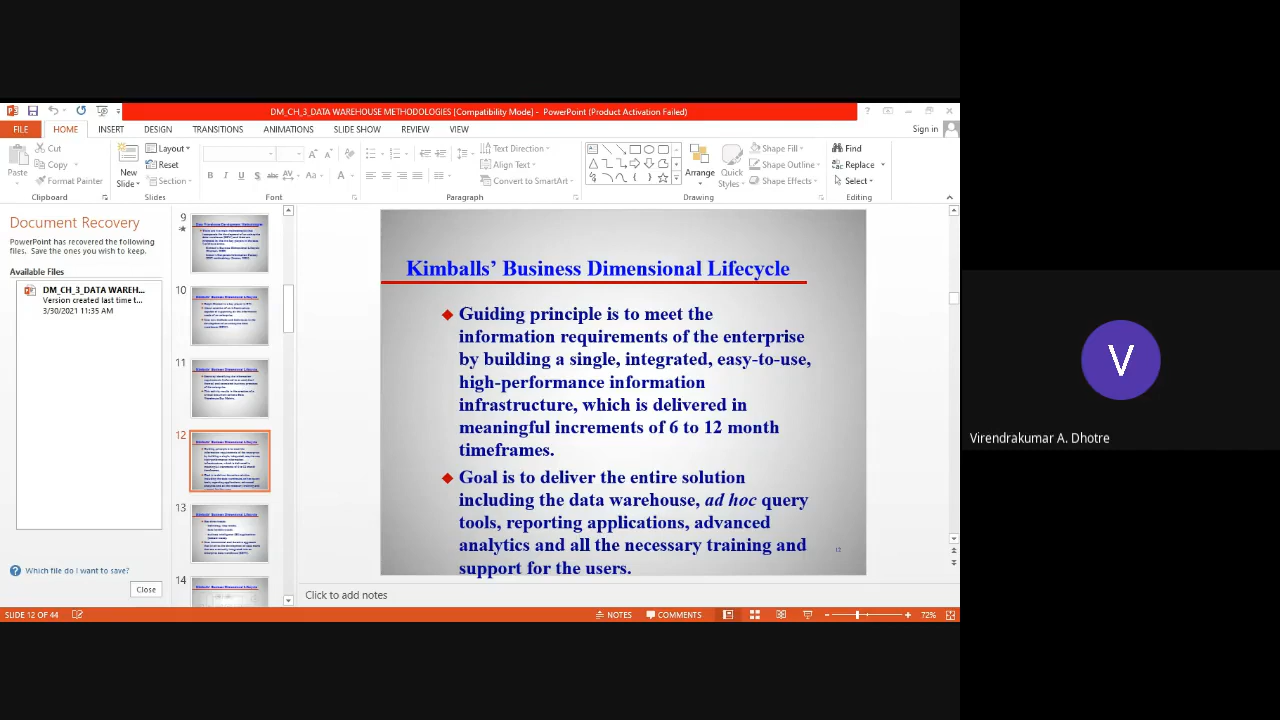 DM_CH_3_DATA WAREHOUSE METHODOLOGIES [Compatibility Mode] - PowerPoint (Product Activation Failed)
FILE HOME INSERT DESIGN TRANSITIONS ANIMATIONS SLIDE SHOW REVIEW VIEW Sign in
Paste
Cut
Copy
Format Painter
Clipboard
New
Slide
Layout
Reset
Section
Slides
Font
Text Direction
Align Text
Convert to SmartArt
Paragraph
Arrange
Quick
Styles
Shape Fill
Shape Outline
Shape Effects
Drawing
Find
Replace
Select
Editing
Document Recovery
PowerPoint has recovered the following
files. Save the ones you wish to keep.
Available Files
DM_CH_3_DATA WAREH...
Version created last time t...
3/30/2021 11:35 AM
Which file do I want to save?
Close
9
10
11
12
13
14
Kimballs’ Business Dimensional Lifecycle
Guiding principle is to meet the
information requirements of the enterprise
by building a single, integrated, easy-to-use,
high-performance information
infrastructure, which is delivered in
meaningful increments of 6 to 12 month
timeframes.
Goal is to deliver the entire solution
including the data warehouse, ad hoc query
tools, reporting applications, advanced
analytics and all the necessary training and
support for the users.
12
Click to add notes
SLIDE 12 OF 44 NOTES COMMENTS 72%
V
Virendrakumar A. Dhotre